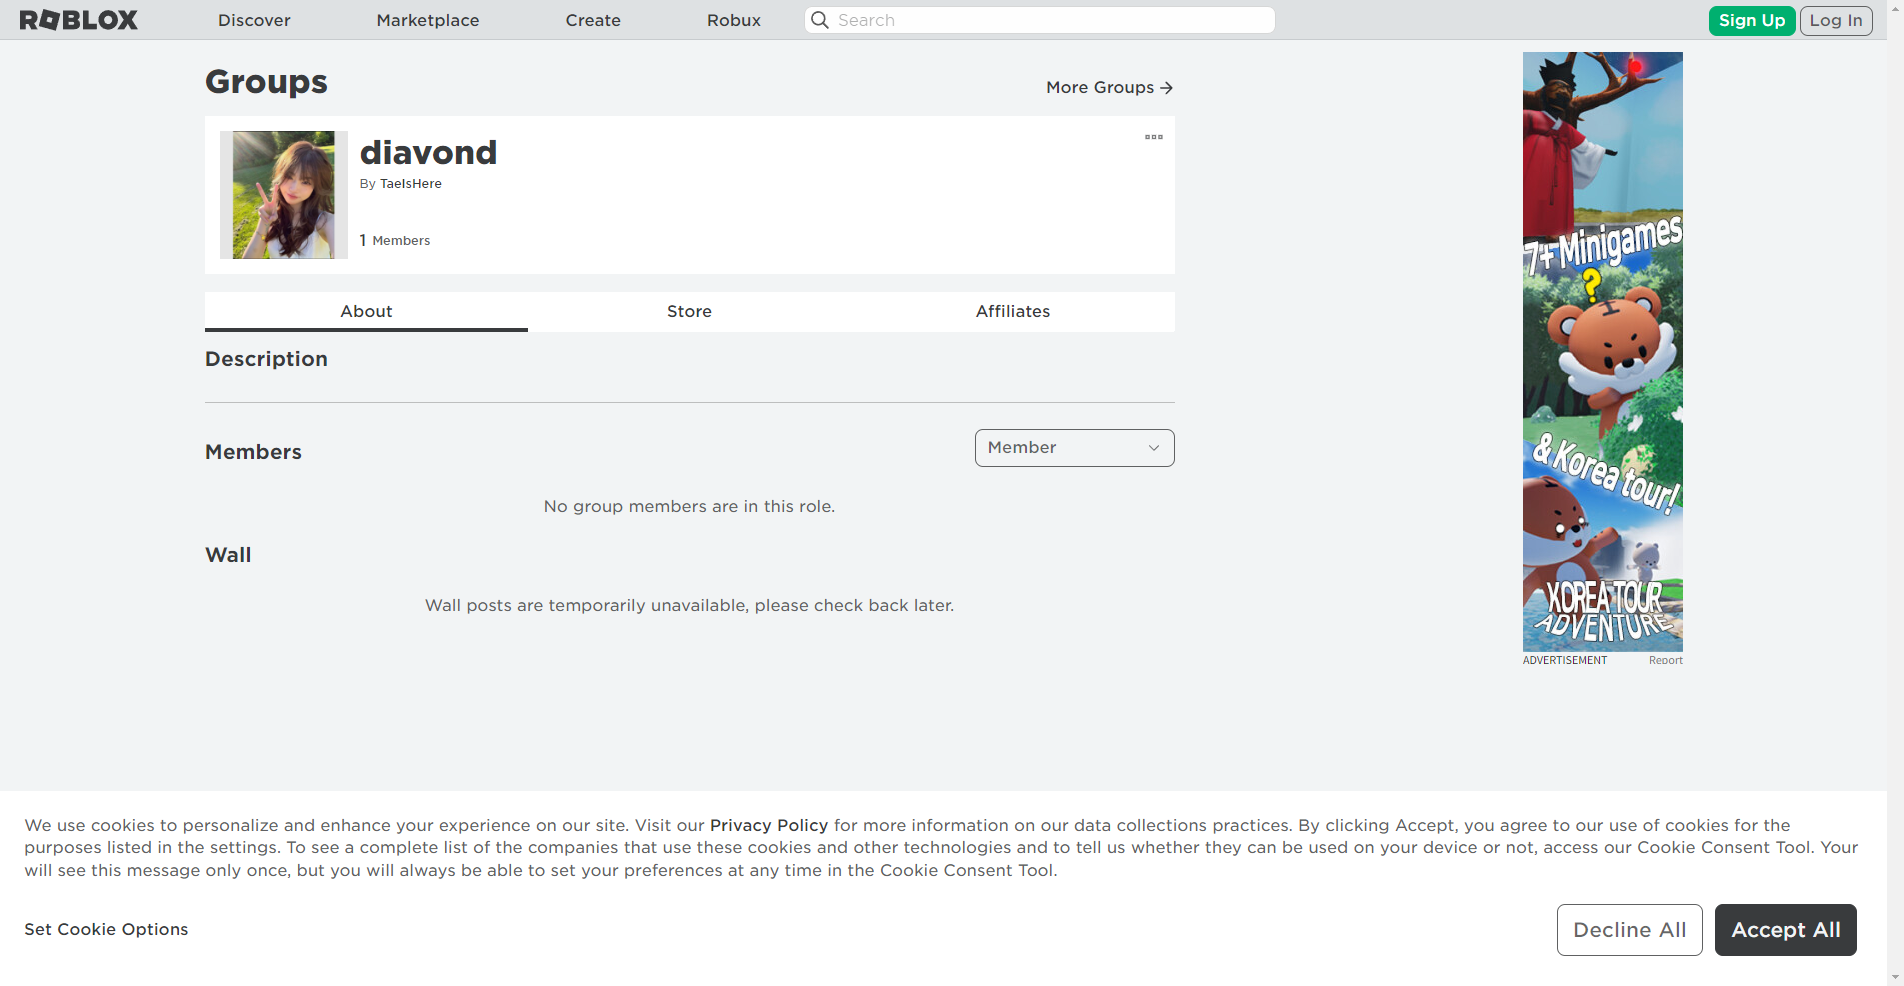 ROBLOX
Discover
Marketplace
Create
Robux
Search
Sign Up
Log In
Groups
More Groups
diavond
By TaeIsHere
1 Members
About
Store
Affiliates
Description
Members
Member
No group members are in this role.
Wall
Wall posts are temporarily unavailable, please check back later.
7+ Minigames
?
& Korea tour!
KOREA TOUR
ADVENTURE
ADVERTISEMENT
Report
We use cookies to personalize and enhance your experience on our site. Visit our Privacy Policy for more information on our data collections practices. By clicking Accept, you agree to our use of cookies for the
purposes listed in the settings. To see a complete list of the companies that use these cookies and other technologies and to tell us whether they can be used on your device or not, access our Cookie Consent Tool. Your
will see this message only once, but you will always be able to set your preferences at any time in the Cookie Consent Tool.
Set Cookie Options
Decline All
Accept All